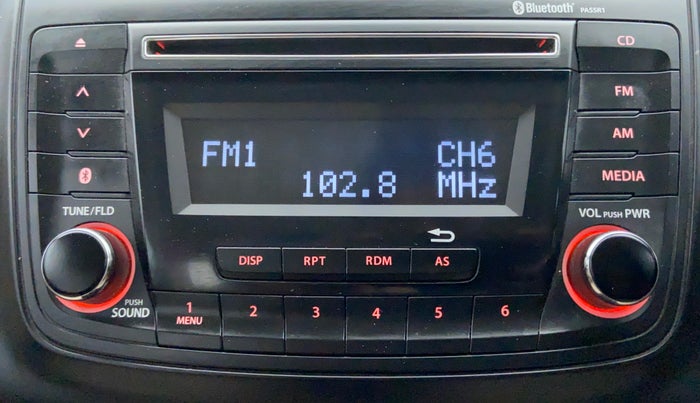 Bluetooth PASSR1
CD
FM
AM
MEDIA
FM1 CH6
102.8 MHz
TUNE/FLD
VOL PUSH PWR
DISP RPT RDM AS
PUSH
SOUND
1 2 3 4 5 6
MENU